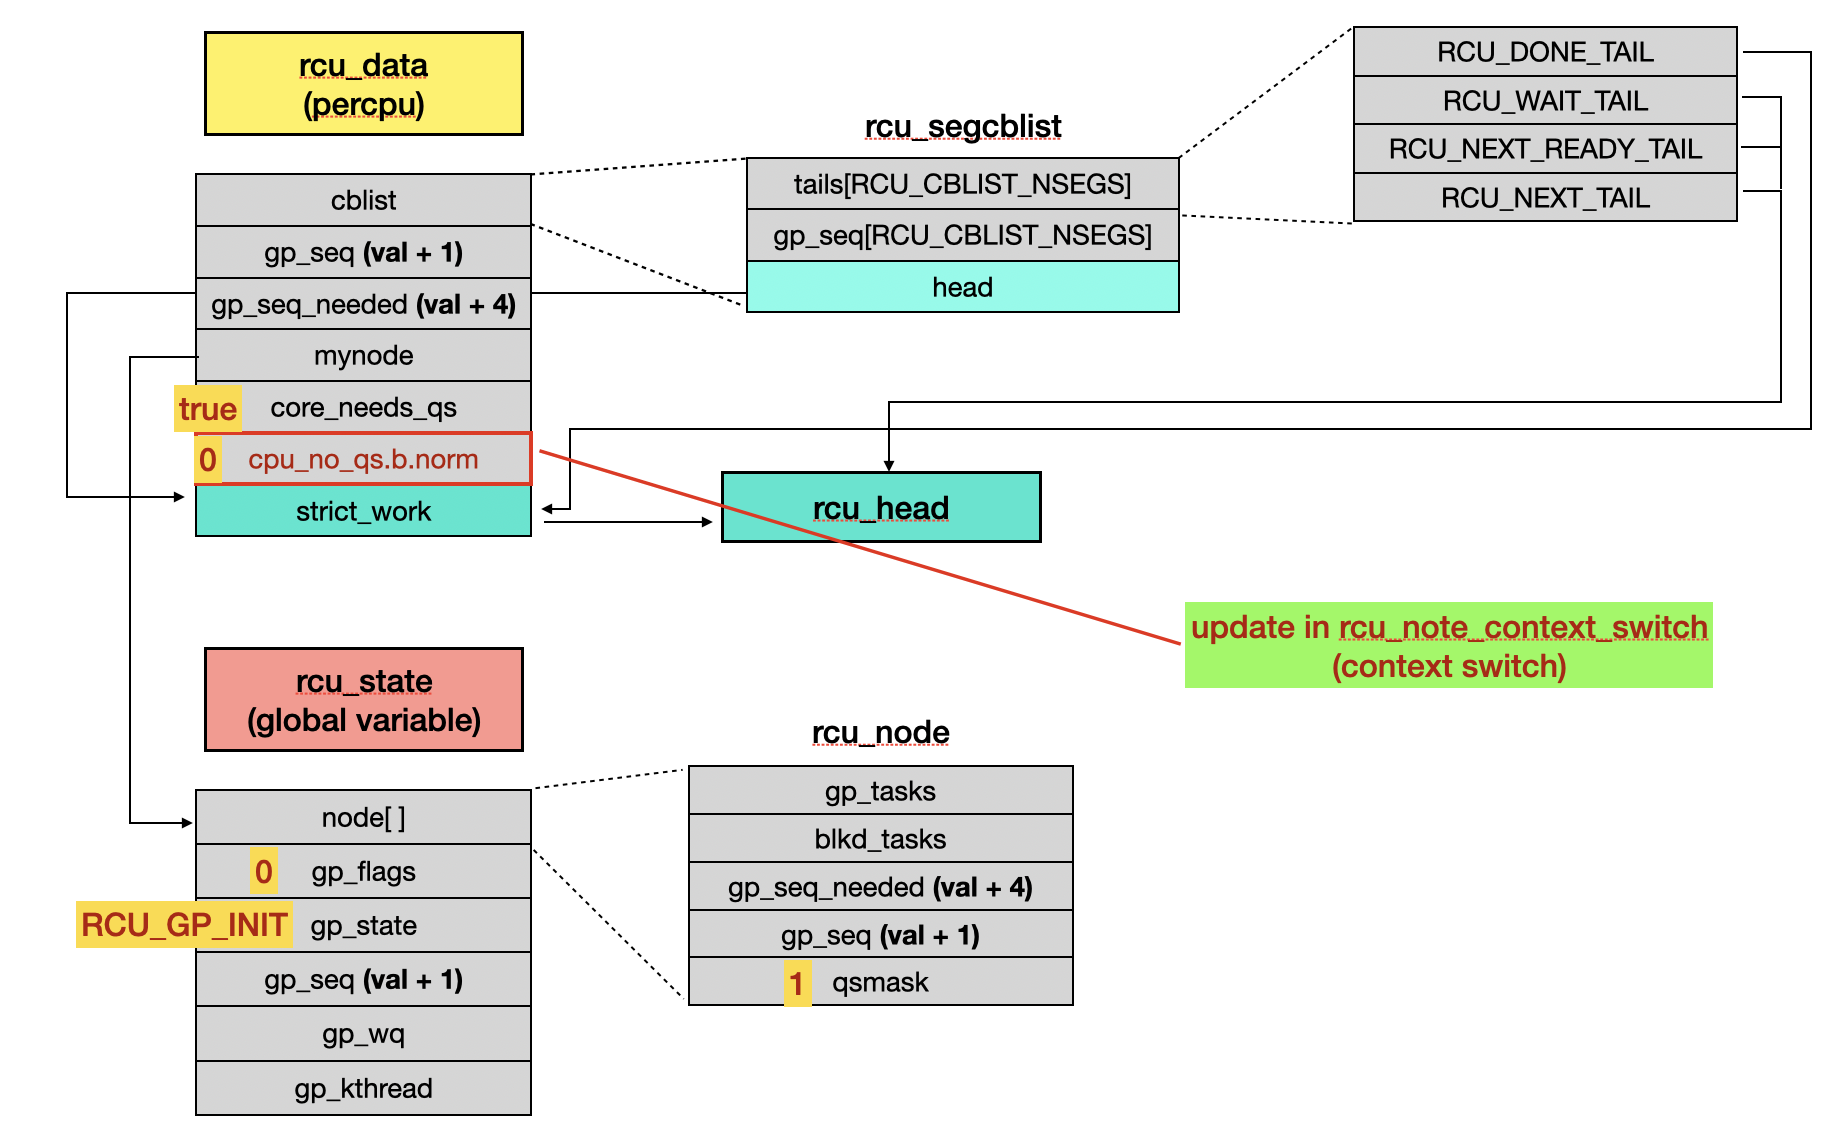 rcu_data
(percpu)
cblist
gp_seq (val + 1)
gp_seq_needed (val + 4)
mynode
true core_needs_qs
0 cpu_no_qs.b.norm
strict_work
rcu_segcblist
tails[RCU_CBLIST_NSEGS]
gp_seq[RCU_CBLIST_NSEGS]
head
RCU_DONE_TAIL
RCU_WAIT_TAIL
RCU_NEXT_READY_TAIL
RCU_NEXT_TAIL
rcu_head
update in rcu_note_context_switch
(context switch)
rcu_state
(global variable)
node[ ]
0 gp_flags
RCU_GP_INIT gp_state
gp_seq (val + 1)
gp_wq
gp_kthread
rcu_node
gp_tasks
blkd_tasks
gp_seq_needed (val + 4)
gp_seq (val + 1)
1 qsmask